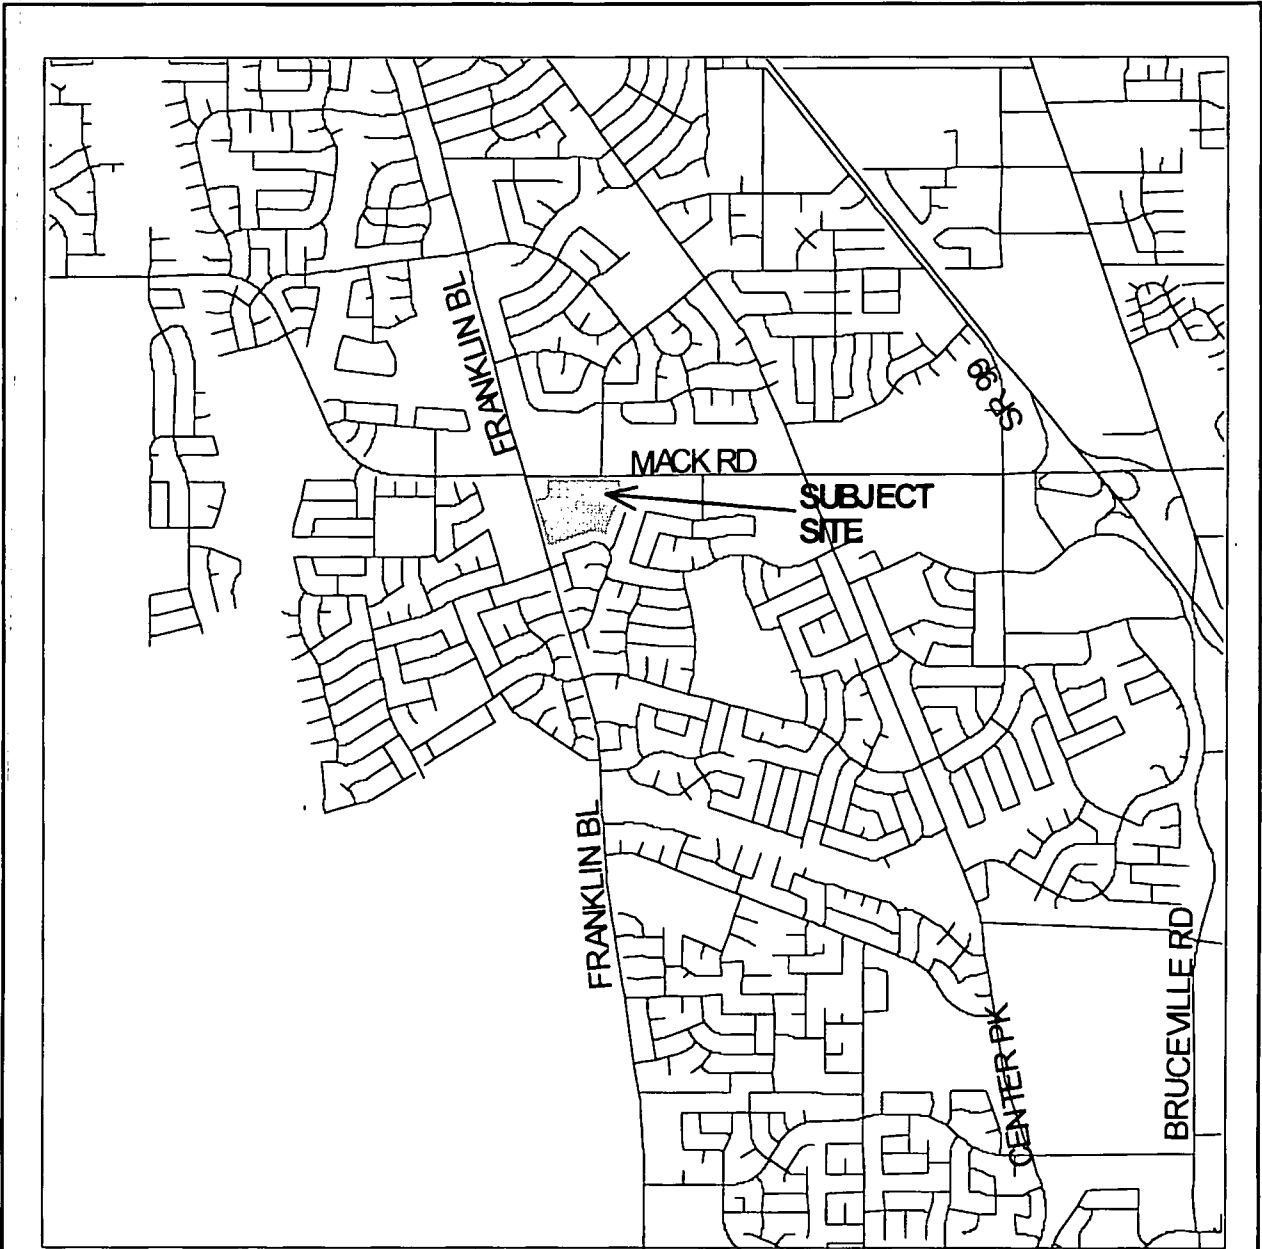 FRANKLIN BL
SR 99
MACK RD
SUBJECT
SITE
FRANKLIN BL
CENTER PK
BRUCEVILLE RD